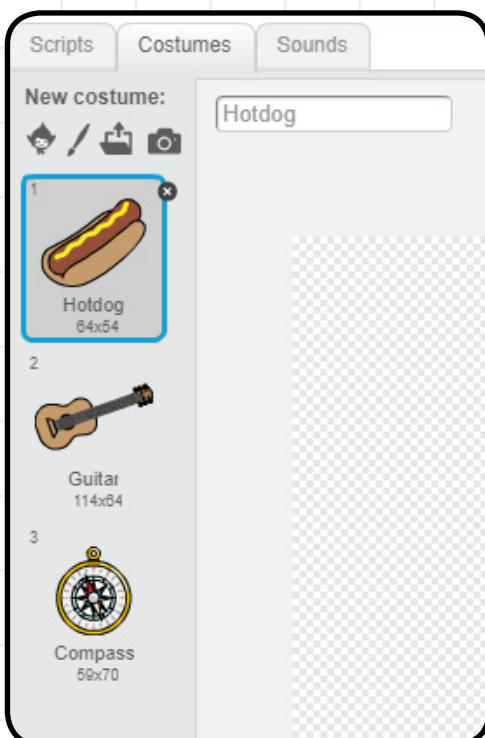 Scripts Costumes Sounds
New costume:
Hotdog
1
Hotdog
64x54
2
Guitar
114x64
3
Compass
59x70